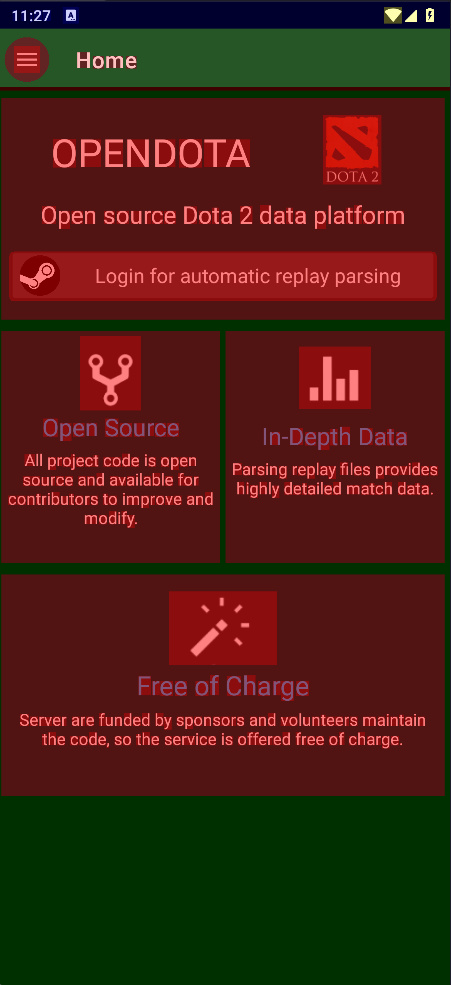 11:27
Home
OPENDOTA
DOTA 2
Open source Dota 2 data platform
Login for automatic replay parsing
Open Source
All project code is open
source and available for
contributors to improve and
modify.
In-Depth Data
Parsing replay files provides
highly detailed match data.
Free of Charge
Server are funded by sponsors and volunteers maintain
the code, so the service is offered free of charge.